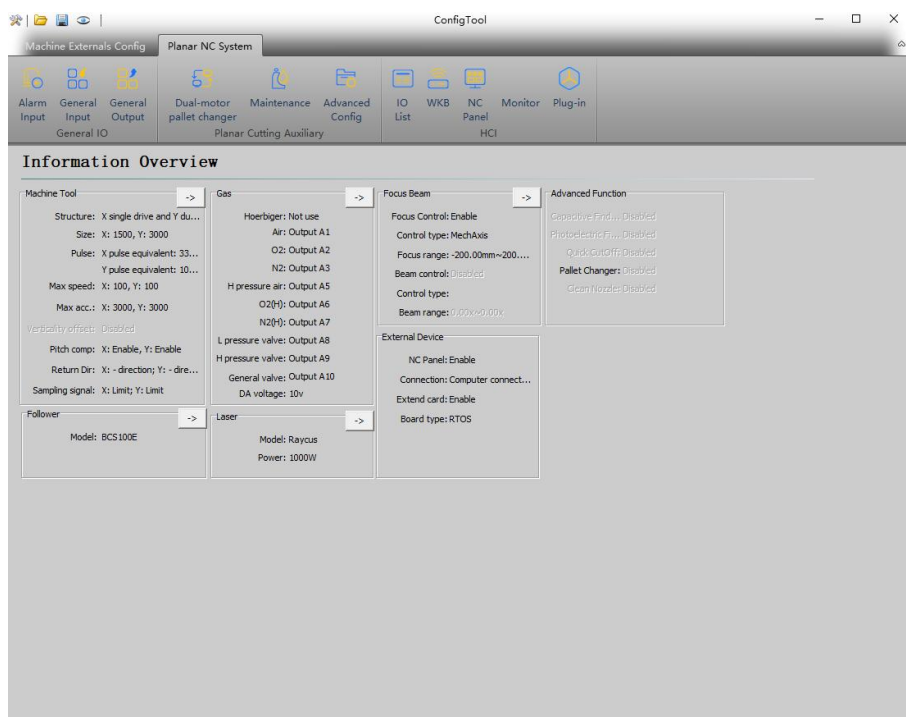 ConfigTool
Machine Externals Config
Planar NC System
Alarm Input
General Input
General Output
Dual-motor pallet changer
Maintenance
Advanced Config
IO List
WKB
NC Panel
Monitor
Plug-in
General IO
Planar Cutting Auxiliary
HCI
Information Overview
Machine Tool
->
Structure: X single drive and Y du...
Size: X: 1500, Y: 3000
Pulse: X pulse equivalent: 33...
Y pulse equivalent: 10...
Max speed: X: 100, Y: 100
Max acc.: X: 3000, Y: 3000
Verticality offset: Disabled
Pitch comp: X: Enable, Y: Enable
Return Dir: X: - direction; Y: - dire...
Sampling signal: X: Limit; Y: Limit
Follower
->
Model: BCS100E
Gas
->
Hoerbiger: Not use
Air: Output A1
O2: Output A2
N2: Output A3
H pressure air: Output A5
O2(H): Output A6
N2(H): Output A7
L pressure valve: Output A8
H pressure valve: Output A9
General valve: Output A10
DA voltage: 10v
Laser
->
Model: Raycus
Power: 1000W
Focus Beam
->
Focus Control: Enable
Control type: MechAxis
Focus range: -200.00mm~200....
Beam control: Disabled
Control type:
Beam range: 0.00x~0.00x
External Device
NC Panel: Enable
Connection: Computer connect...
Extend card: Enable
Board type: RTOS
Advanced Function
Capacitive Find... Disabled
Photoelectric Fi... Disabled
Quick CutOff: Disabled
Pallet Changer: Disabled
Clean Nozzle: Disabled